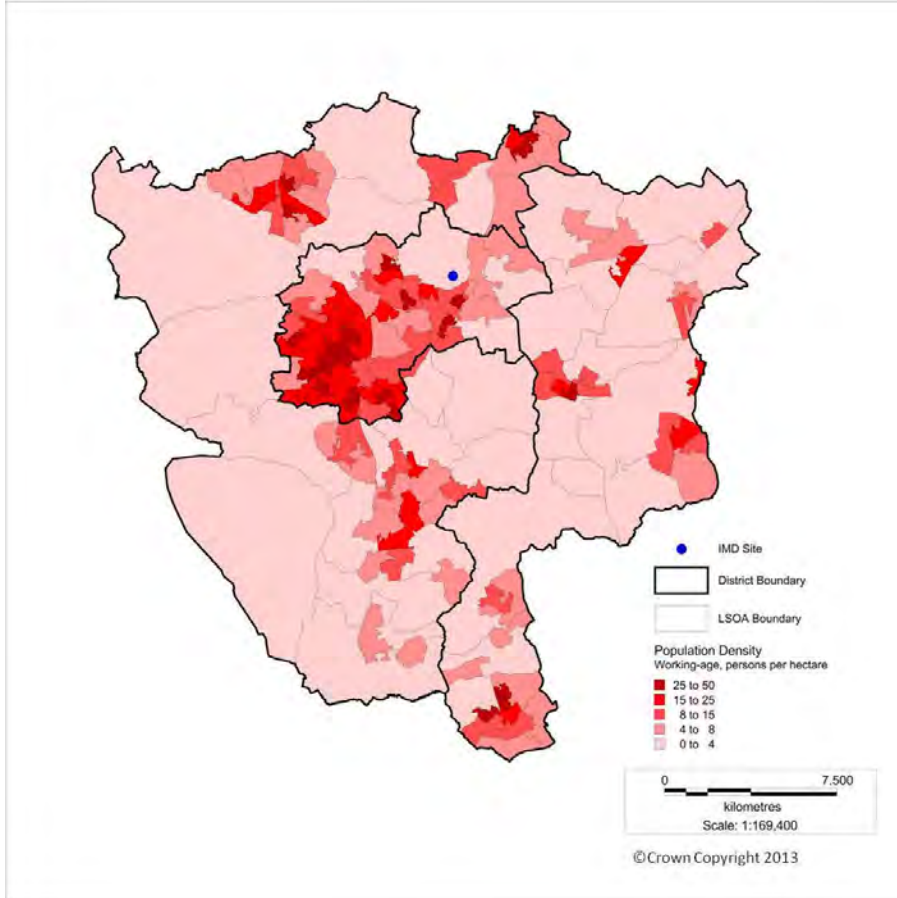 IMD Site
District Boundary
LSOA Boundary
Population Density
Working-age, persons per hectare
25 to 50
15 to 25
8 to 15
4 to 8
0 to 4
0 7.500
kilometres
Scale: 1:169,400
©Crown Copyright 2013